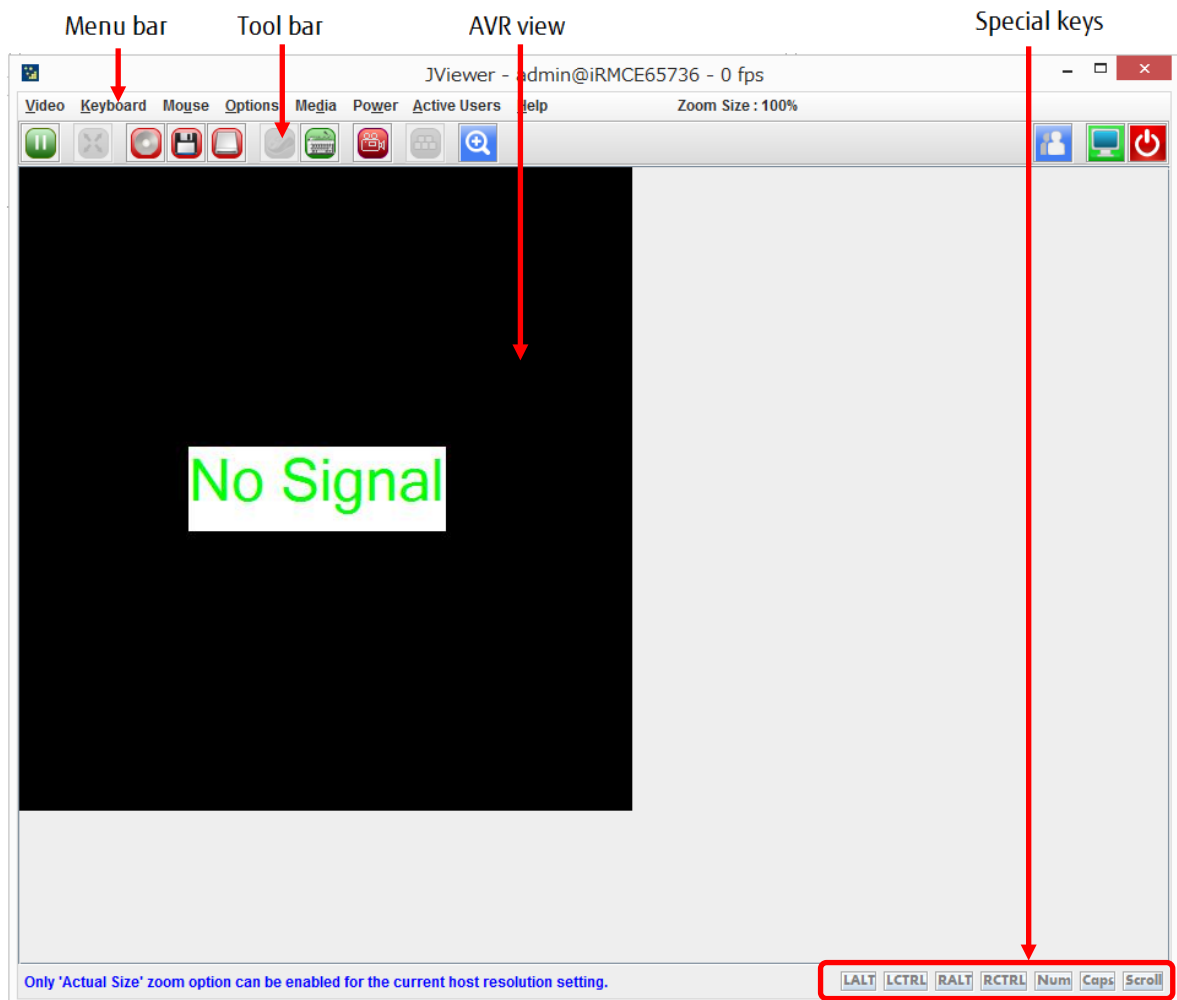 Menu bar Tool bar AVR view Special keys
JViewer - admin@iRMCE65736 - 0 fps
Video Keyboard Mouse Options Media Power Active Users Help Zoom Size : 100%
No Signal
Only 'Actual Size' zoom option can be enabled for the current host resolution setting. LALT LCTRL RALT RCTRL Num Caps Scroll